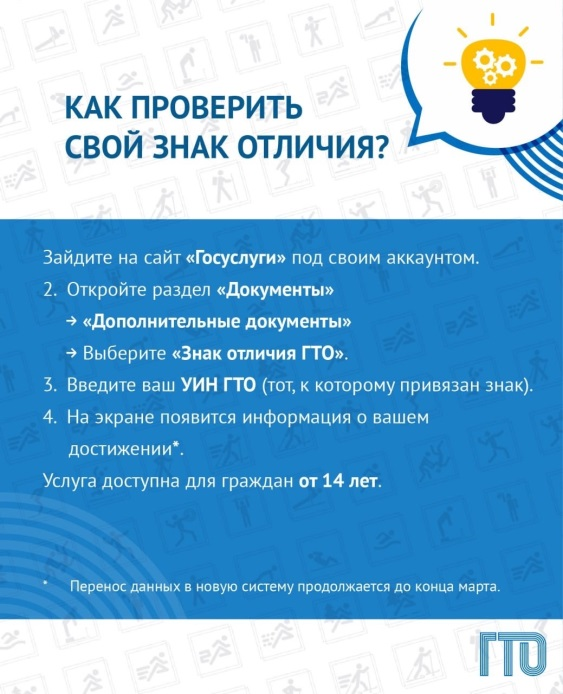 КАК ПРОВЕРИТЬ
СВОЙ ЗНАК ОТЛИЧИЯ?
Зайдите на сайт «Госуслуги» под своим аккаунтом.
2. Откройте раздел «Документы»
→ «Дополнительные документы»
→ Выберите «Знак отличия ГТО».
3. Введите ваш УИН ГТО (тот, к которому привязан знак).
4. На экране появится информация о вашем
достижении*.
Услуга доступна для граждан от 14 лет.
* Перенос данных в новую систему продолжается до конца марта.
ГТО